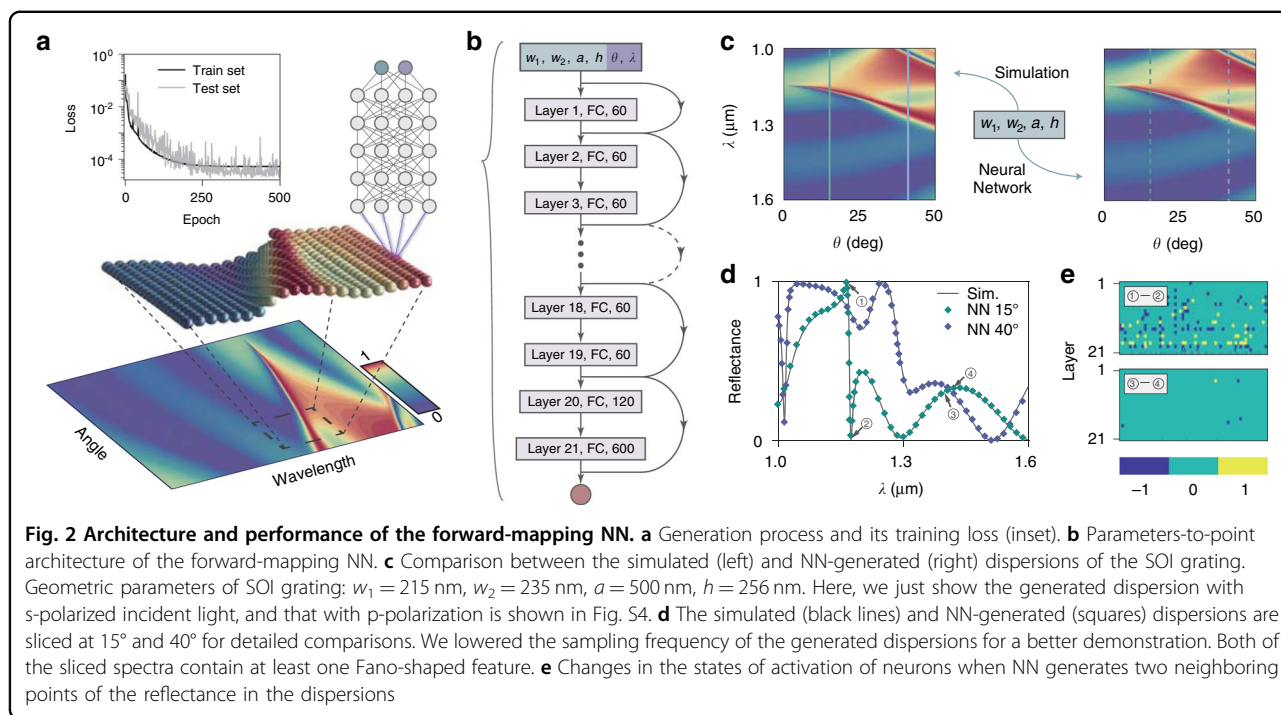 a
10⁰
10⁻²
10⁻⁴
Loss
Train set
Test set
0
250
500
Epoch
Angle
Wavelength
1
0
b
w₁, w₂, a, h θ, λ
Layer 1, FC, 60
Layer 2, FC, 60
Layer 3, FC, 60
Layer 18, FC, 60
Layer 19, FC, 60
Layer 20, FC, 120
Layer 21, FC, 600
c
1.0
1.3
1.6
λ (μm)
0
25
50
θ (deg)
Simulation
w₁, w₂, a, h
Neural
Network
0
25
50
θ (deg)
d
1
0
Reflectance
Sim.
NN 15°
NN 40°
①
②
③
④
1.0
1.3
1.6
λ (μm)
e
1
①—②
21
1
③—④
21
Layer
−1
0
1
Fig. 2 Architecture and performance of the forward-mapping NN. a Generation process and its training loss (inset). b Parameters-to-point
architecture of the forward-mapping NN. c Comparison between the simulated (left) and NN-generated (right) dispersions of the SOI grating.
Geometric parameters of SOI grating: w₁ = 215 nm, w₂ = 235 nm, a = 500 nm, h = 256 nm. Here, we just show the generated dispersion with
s-polarized incident light, and that with p-polarization is shown in Fig. S4. d The simulated (black lines) and NN-generated (squares) dispersions are
sliced at 15° and 40° for detailed comparisons. We lowered the sampling frequency of the generated dispersions for a better demonstration. Both of
the sliced spectra contain at least one Fano-shaped feature. e Changes in the states of activation of neurons when NN generates two neighboring
points of the reflectance in the dispersions